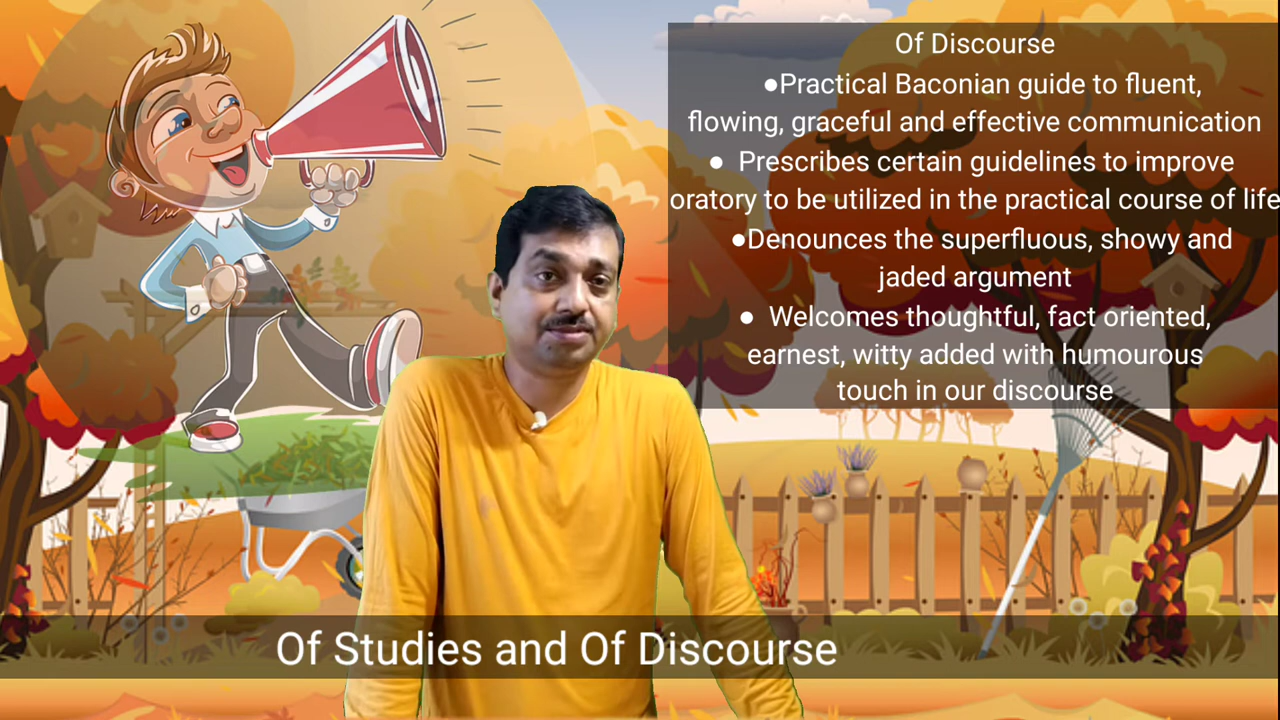 Of Discourse
●Practical Baconian guide to fluent,
flowing, graceful and effective communication
● Prescribes certain guidelines to improve
oratory to be utilized in the practical course of life
●Denounces the superfluous, showy and
jaded argument
● Welcomes thoughtful, fact oriented,
earnest, witty added with humourous
touch in our discourse
Of Studies and Of Discourse